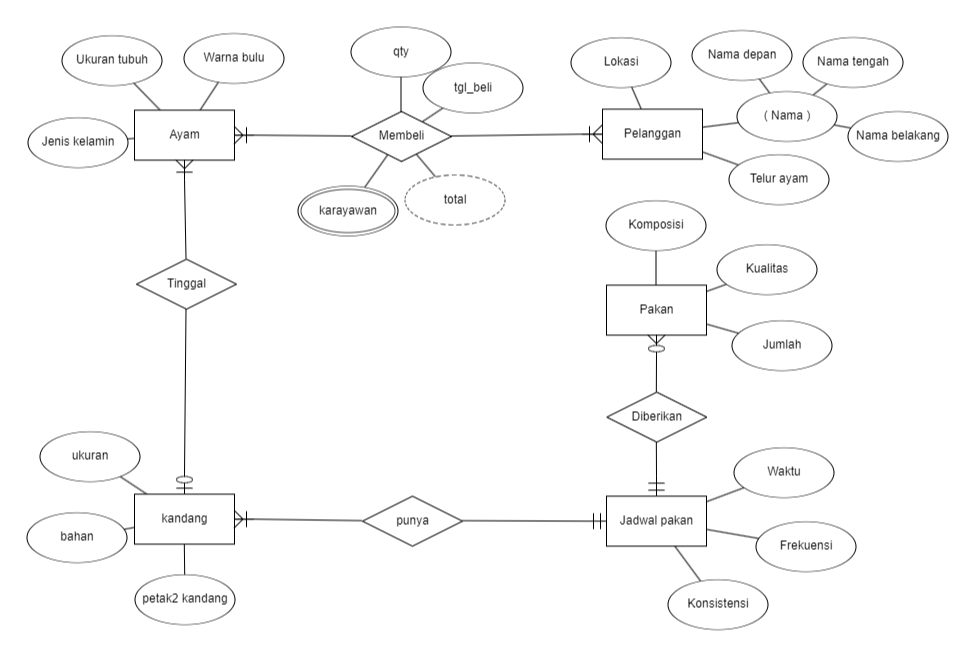 Ukuran tubuh
Warna bulu
Jenis kelamin
Ayam
qty
tgl_beli
Membeli
karayawan
total
Lokasi
Nama depan
Nama tengah
( Nama )
Nama belakang
Pelanggan
Telur ayam
Komposisi
Kualitas
Pakan
Jumlah
Tinggal
Diberikan
ukuran
bahan
kandang
petak2 kandang
punya
Waktu
Jadwal pakan
Frekuensi
Konsistensi